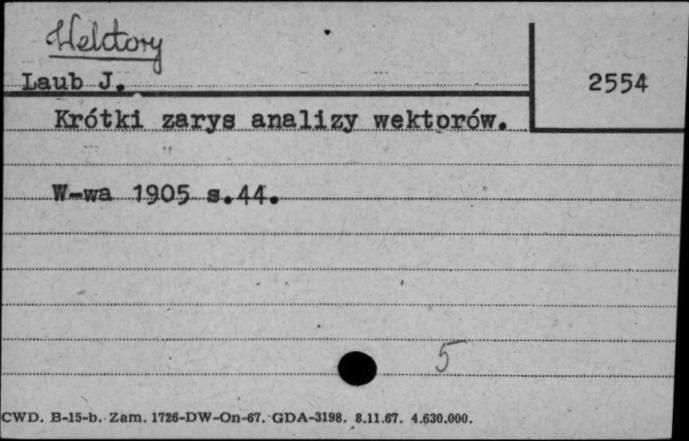 Wektory
Laub J.
2554
Krótki zarys analizy wektorów.
W-wa 1905 s.44.
5
CWD. B-15-b. Zam. 1726-DW-On-67. GDA-3198. 8.11.67. 4.630.000.